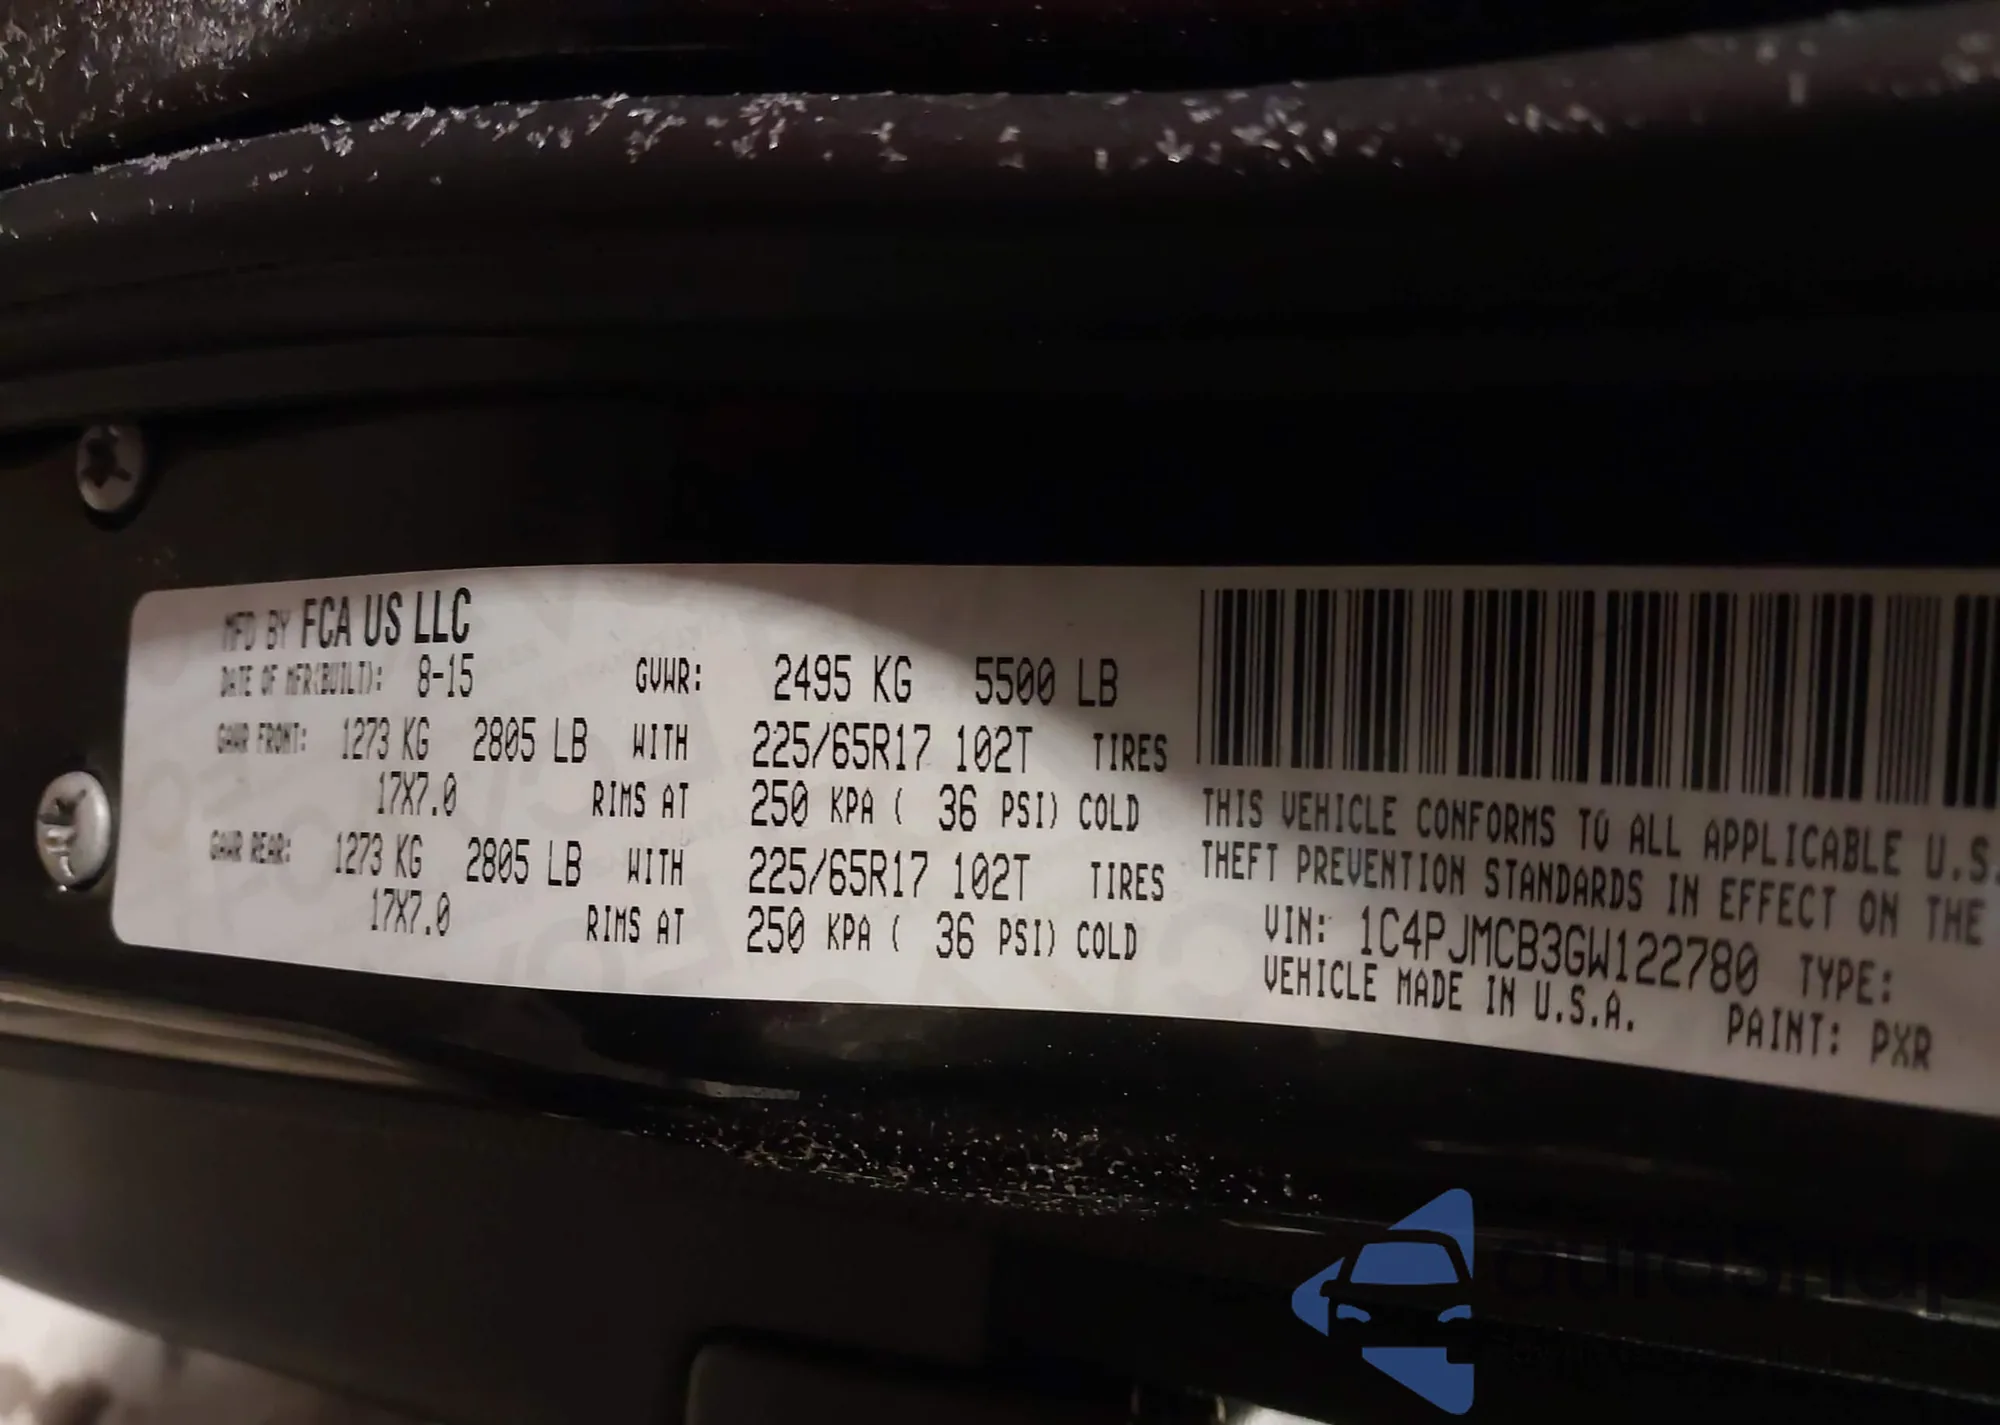 MFD BY FCA US LLC
DATE OF MFR(BUILT): 8-15 GVWR: 2495 KG 5500 LB
GAWR FRONT: 1273 KG 2805 LB WITH 225/65R17 102T TIRES
17X7.0 RIMS AT 250 KPA ( 36 PSI) COLD
GAWR REAR: 1273 KG 2805 LB WITH 225/65R17 102T TIRES
17X7.0 RIMS AT 250 KPA ( 36 PSI) COLD
THIS VEHICLE CONFORMS TO ALL APPLICABLE U.S.
THEFT PREVENTION STANDARDS IN EFFECT ON THE
VIN: 1C4PJMCB3GW122780 TYPE:
VEHICLE MADE IN U.S.A. PAINT: PXR
autosnap